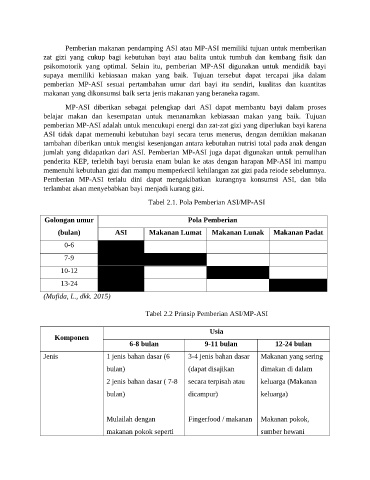 Pemberian makanan pendamping ASI atau MP-ASI memiliki tujuan untuk memberikan
zat gizi yang cukup bagi kebutuhan bayi atau balita untuk tumbuh dan kembang fisik dan
psikomotorik yang optimal. Selain itu, pemberian MP-ASI digunakan untuk mendidik bayi
supaya memiliki kebiasaan makan yang baik. Tujuan tersebut dapat tercapai jika dalam
pemberian MP-ASI sesuai pertambahan umur dari bayi itu sendiri, kualitas dan kuantitas
makanan yang dikonsumsi baik serta jenis makanan yang beraneka ragam.
MP-ASI diberikan sebagai pelengkap dari ASI dapat membantu bayi dalam proses
belajar makan dan kesempatan untuk menanamkan kebiasaan makan yang baik. Tujuan
pemberian MP-ASI adalah untuk mencukupi energi dan zat-zat gizi yang diperlukan bayi karena
ASI tidak dapat memenuhi kebutuhan bayi secara terus menerus, dengan demikian makanan
tambahan diberikan untuk mengisi kesenjangan antara kebutuhan nutrisi total pada anak dengan
jumlah yang didapatkan dari ASI. Pemberian MP-ASI juga dapat digunakan untuk pemulihan
penderita KEP, terlebih bayi berusia enam bulan ke atas dengan harapan MP-ASI ini mampu
memenuhi kebutuhan gizi dan mampu memperkecil kehilangan zat gizi pada retode sebelumnya.
Pemberian MP-ASI terlalu dini dapat mengakibatkan kurangnya konsumsi ASI, dan bila
terlambat akan menyebabkan bayi menjadi kurang gizi.
Tabel 2.1. Pola Pemberian ASI/MP-ASI
Golongan umur Pola Pemberian
(bulan) ASI Makanan Lumat Makanan Lunak Makanan Padat
0-6
7-9
10-12
13-24
(Mufida, L., dkk. 2015)
Tabel 2.2 Prinsip Pemberian ASI/MP-ASI
Komponen Usia
6-8 bulan 9-11 bulan 12-24 bulan
Jenis 1 jenis bahan dasar (6 3-4 jenis bahan dasar Makanan yang sering
bulan) (dapat disajikan dimakan di dalam
2 jenis bahan dasar ( 7-8 secara terpisah atau keluarga (Makanan
bulan) dicampur) keluarga)
Mulailah dengan Fingerfood / makanan Makanan pokok,
makanan pokok seperti sumber hewani